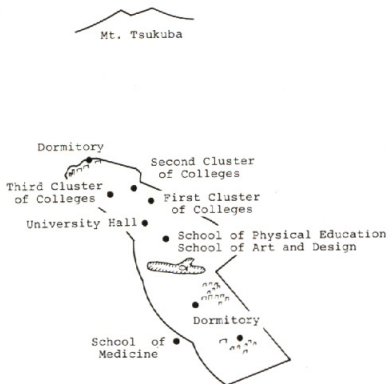 Mt. Tsukuba
Dormitory
Second Cluster
of Colleges
Third Cluster
of Colleges
First Cluster
of Colleges
University Hall
School of Physical Education
School of Art and Design
Dormitory
School of
Medicine